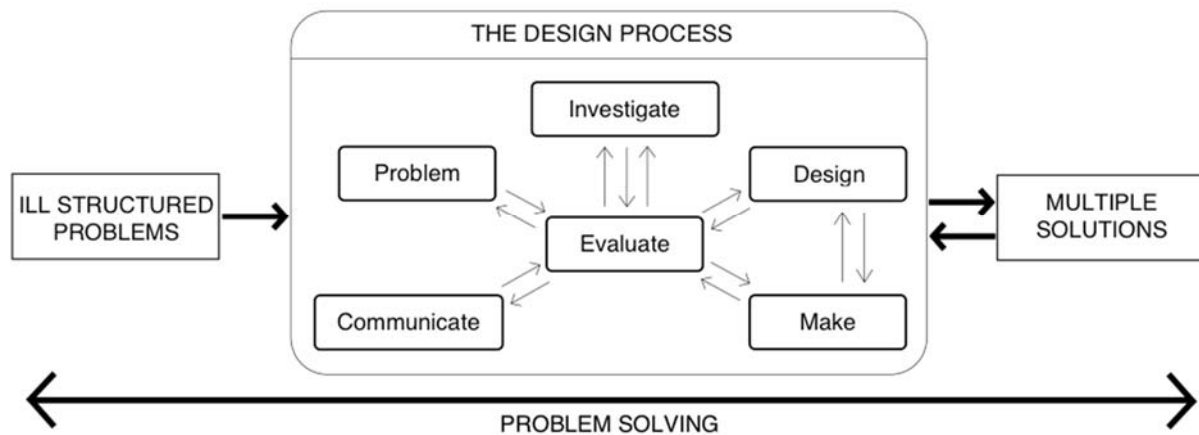 THE DESIGN PROCESS
Investigate
Problem
Design
ILL STRUCTURED
PROBLEMS
MULTIPLE
SOLUTIONS
Evaluate
Communicate
Make
PROBLEM SOLVING